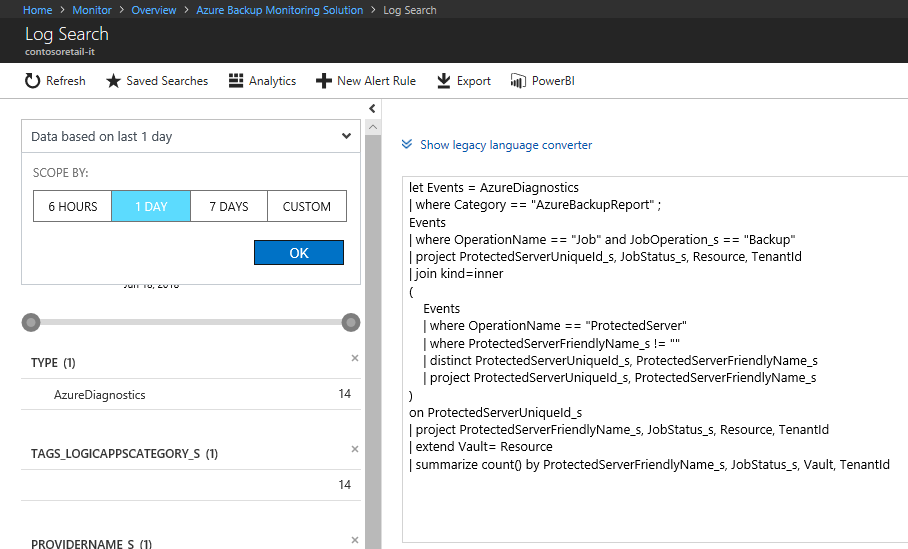 Home > Monitor > Overview > Azure Backup Monitoring Solution > Log Search
Log Search
contosoretail-it
Refresh Saved Searches Analytics New Alert Rule Export PowerBI
Data based on last 1 day
SCOPE BY:
6 HOURS 1 DAY 7 DAYS CUSTOM
OK
Jun 18, 2018
TYPE (1)
AzureDiagnostics 14
TAGS_LOGICAPPSCATEGORY_S (1)
14
PROVIDERNAME_S (1)
Show legacy language converter
let Events = AzureDiagnostics
| where Category == "AzureBackupReport" ;
Events
| where OperationName == "Job" and JobOperation_s == "Backup"
| project ProtectedServerUniqueId_s, JobStatus_s, Resource, TenantId
| join kind=inner
(
Events
| where OperationName == "ProtectedServer"
| where ProtectedServerFriendlyName_s != ""
| distinct ProtectedServerUniqueId_s, ProtectedServerFriendlyName_s
| project ProtectedServerUniqueId_s, ProtectedServerFriendlyName_s
)
on ProtectedServerUniqueId_s
| project ProtectedServerFriendlyName_s, JobStatus_s, Resource, TenantId
| extend Vault= Resource
| summarize count() by ProtectedServerFriendlyName_s, JobStatus_s, Vault, TenantId